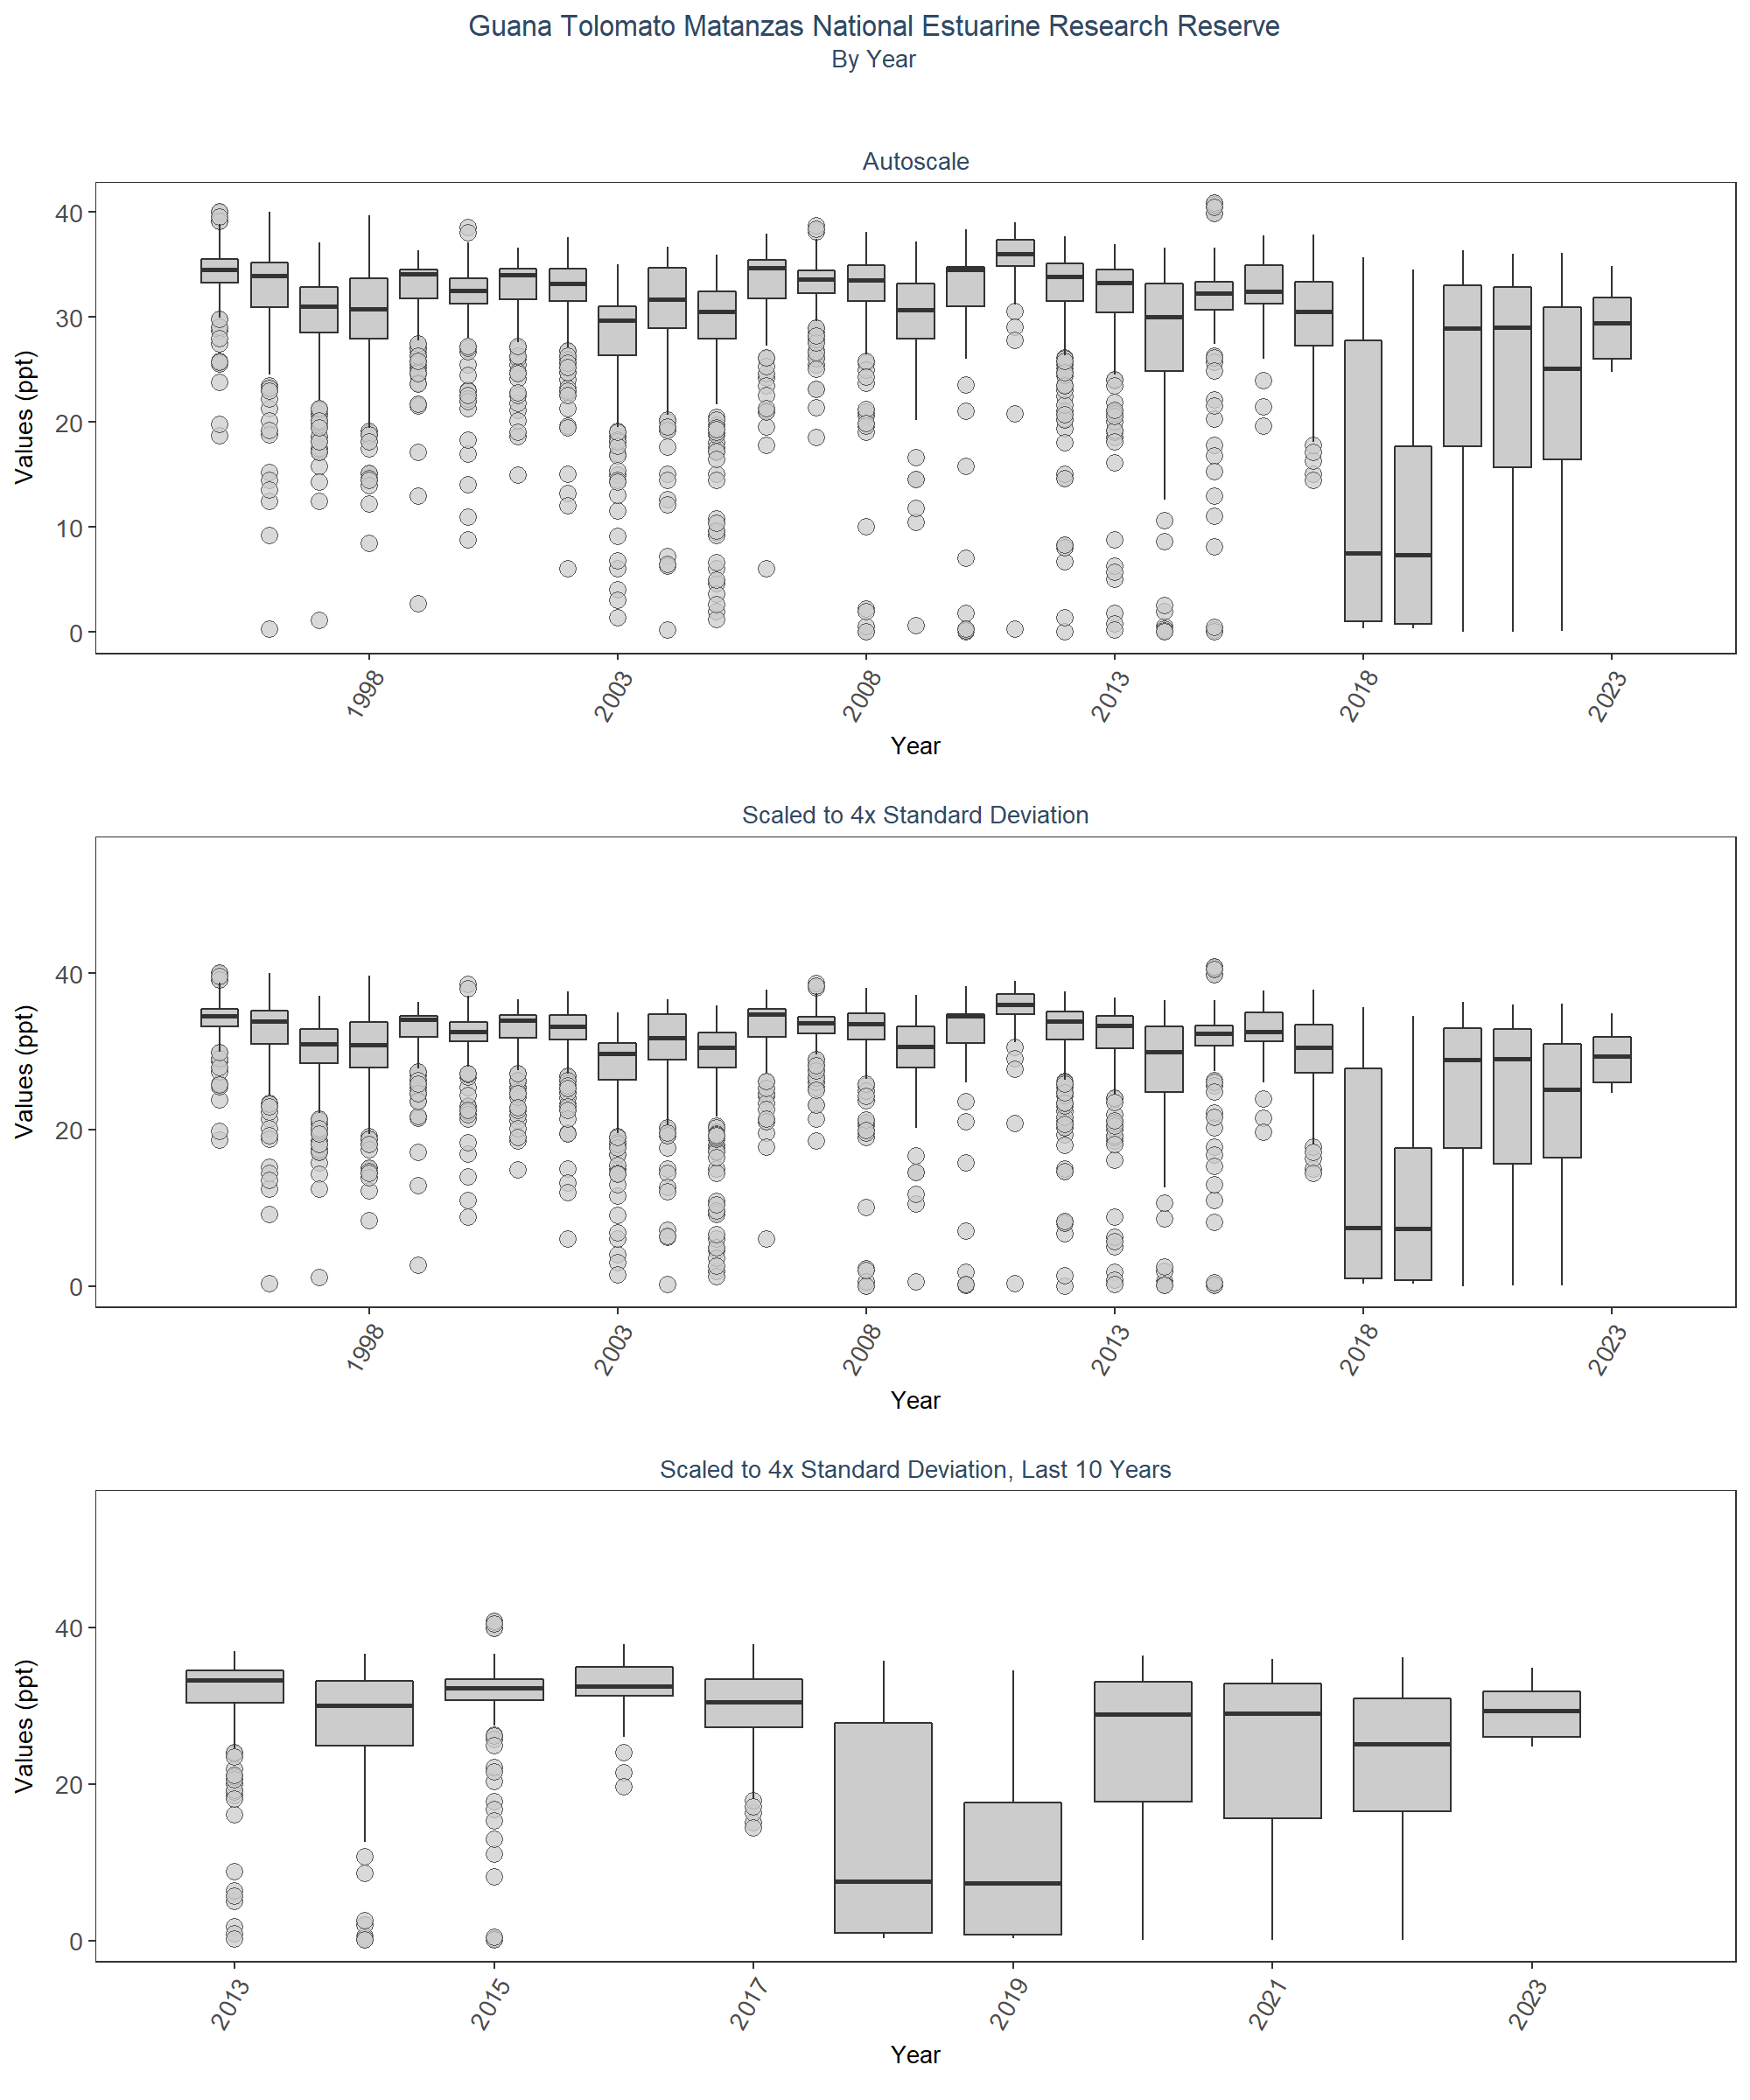 Guana Tolomato Matanzas National Estuarine Research Reserve
By Year
Autoscale
Values (ppt)
40
30
20
10
0
1998 2003 2008 2013 2018 2023
Year
Scaled to 4x Standard Deviation
Values (ppt)
40
20
0
1998 2003 2008 2013 2018 2023
Year
Scaled to 4x Standard Deviation, Last 10 Years
Values (ppt)
40
20
0
2013 2015 2017 2019 2021 2023
Year